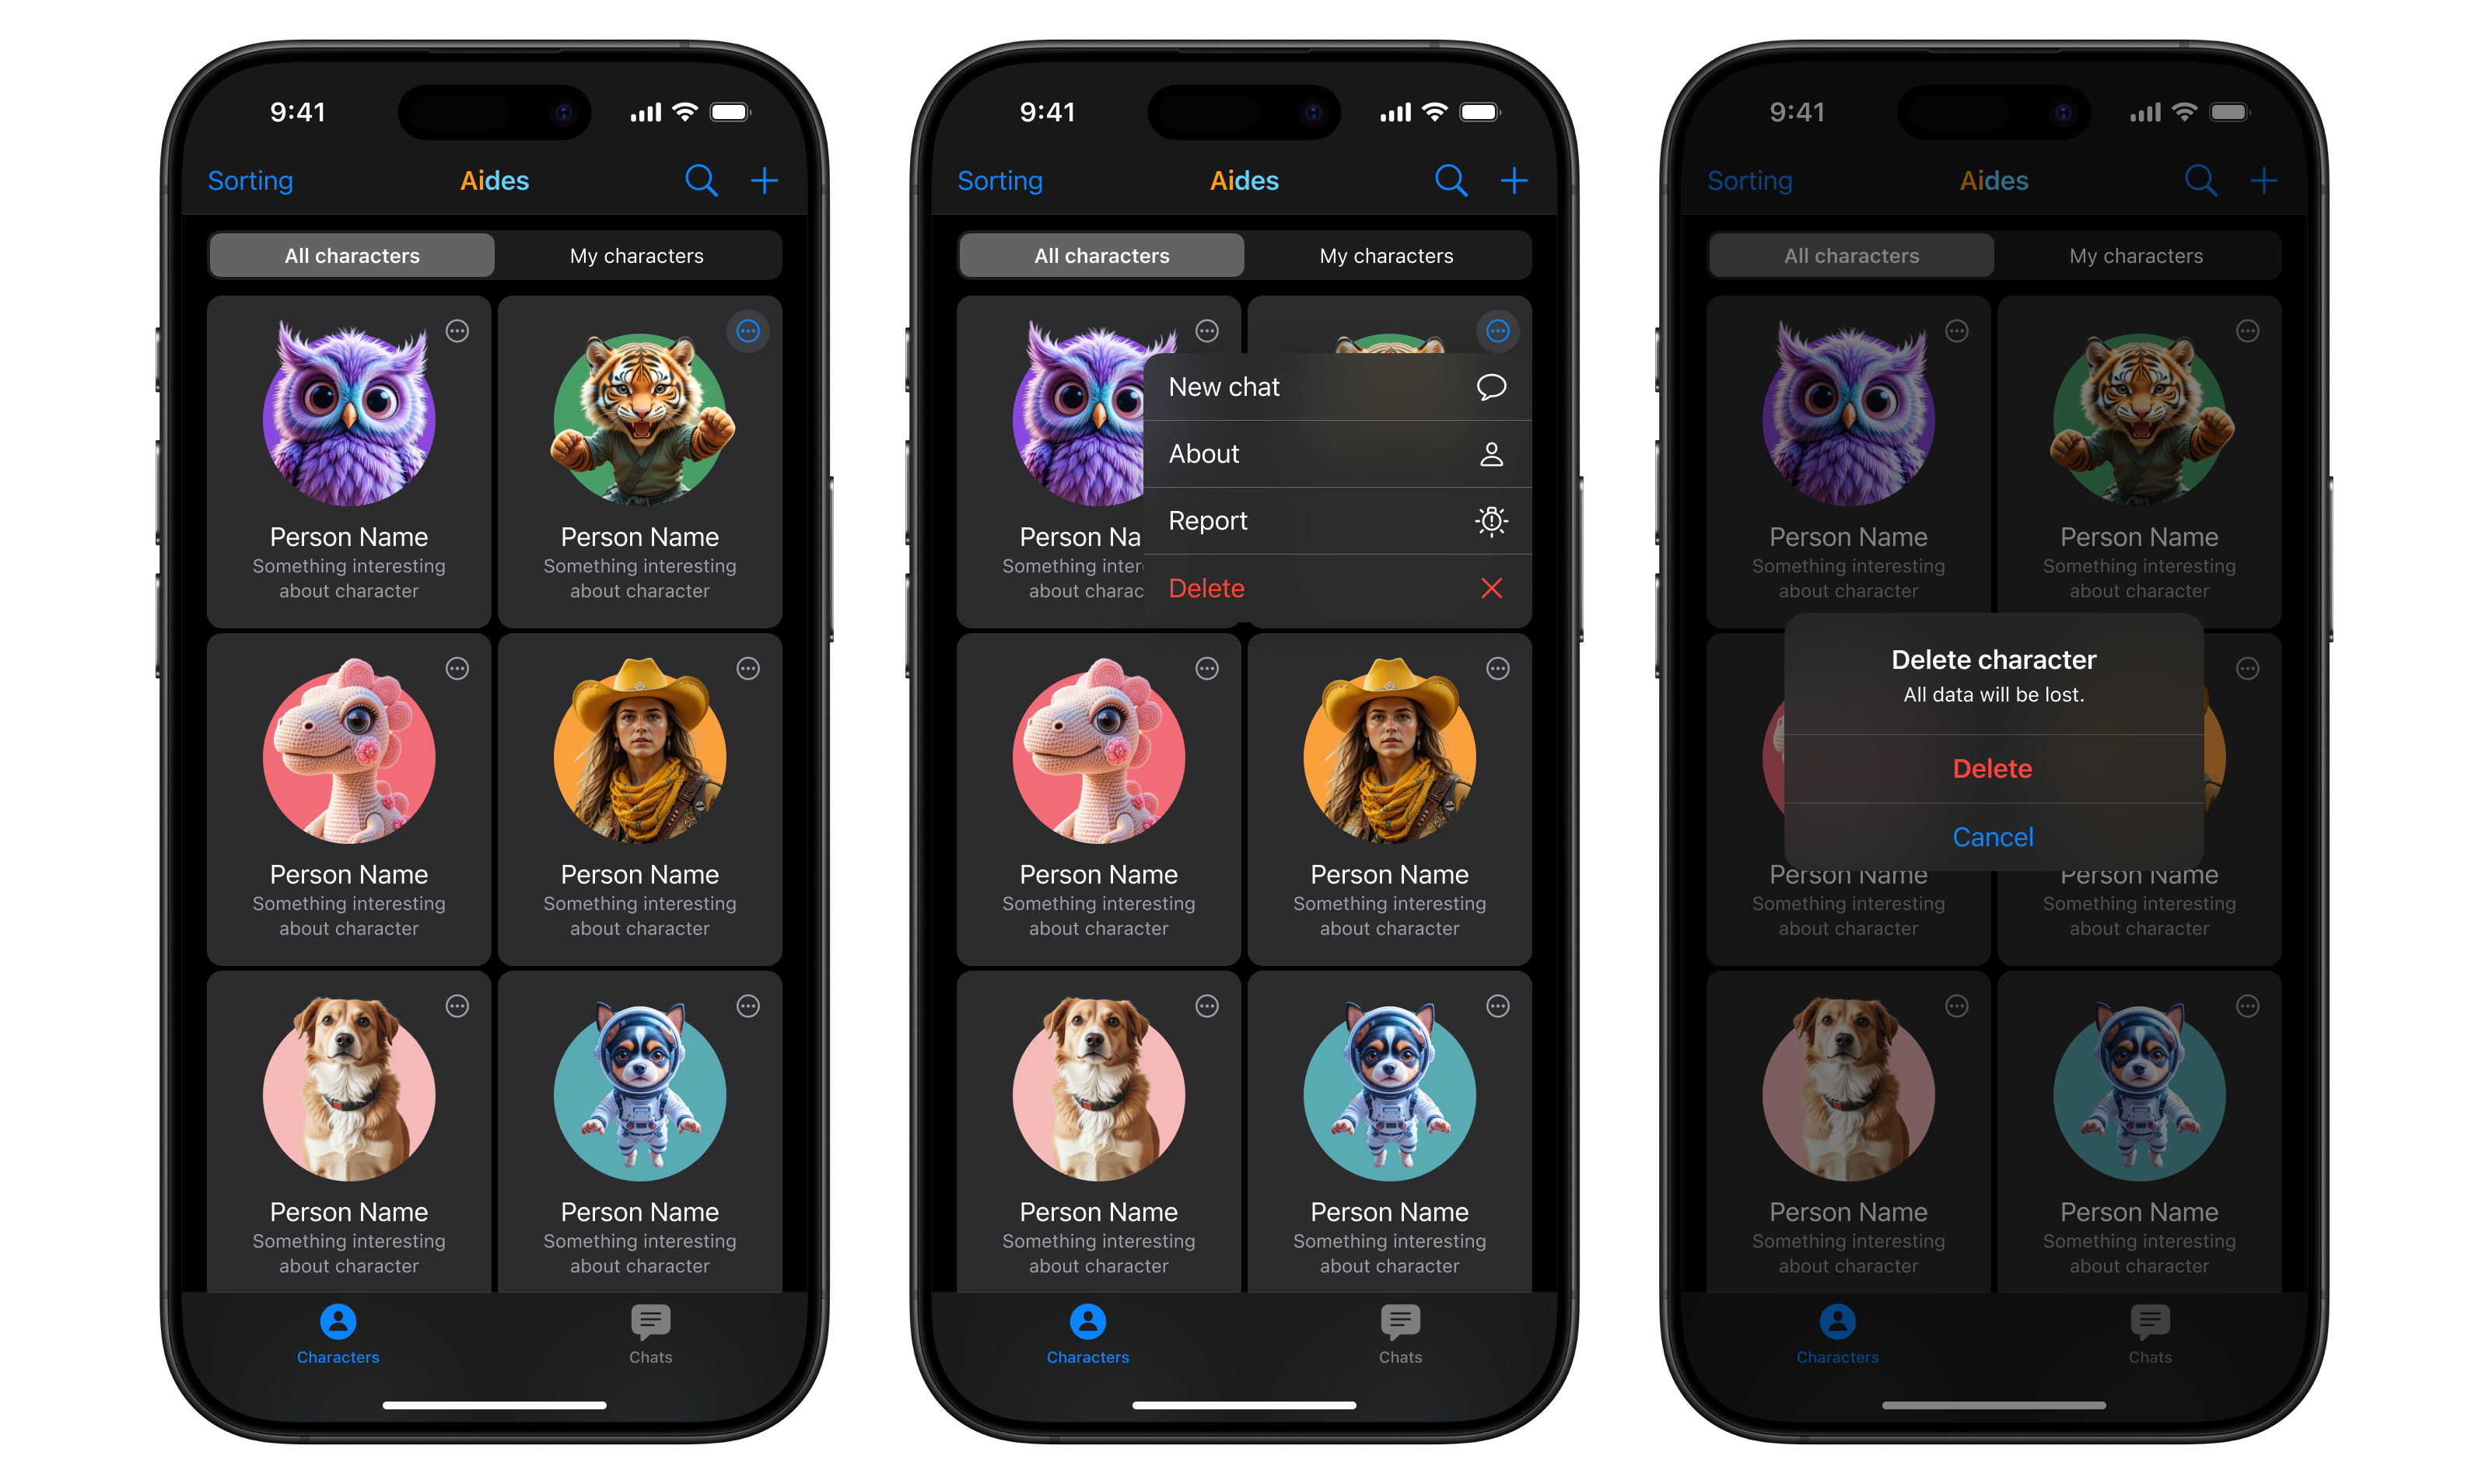 9:41
Sorting
Aides
All characters
My characters
Person Name
Something interesting
about character
Person Name
Something interesting
about character
Person Name
Something interesting
about character
Person Name
Something interesting
about character
Person Name
Something interesting
about character
Person Name
Something interesting
about character
Characters
Chats
9:41
Sorting
Aides
All characters
My characters
New chat
About
Report
Delete
Person Na
Something inter
about charac
Person Name
Something interesting
about character
Person Name
Something interesting
about character
Person Name
Something interesting
about character
Person Name
Something interesting
about character
Characters
Chats
9:41
Sorting
Aides
All characters
My characters
Person Name
Something interesting
about character
Person Name
Something interesting
about character
Delete character
All data will be lost.
Delete
Cancel
Person Name
Something interesting
about character
Person Name
Something interesting
about character
Person Name
Something interesting
about character
Person Name
Something interesting
about character
Characters
Chats